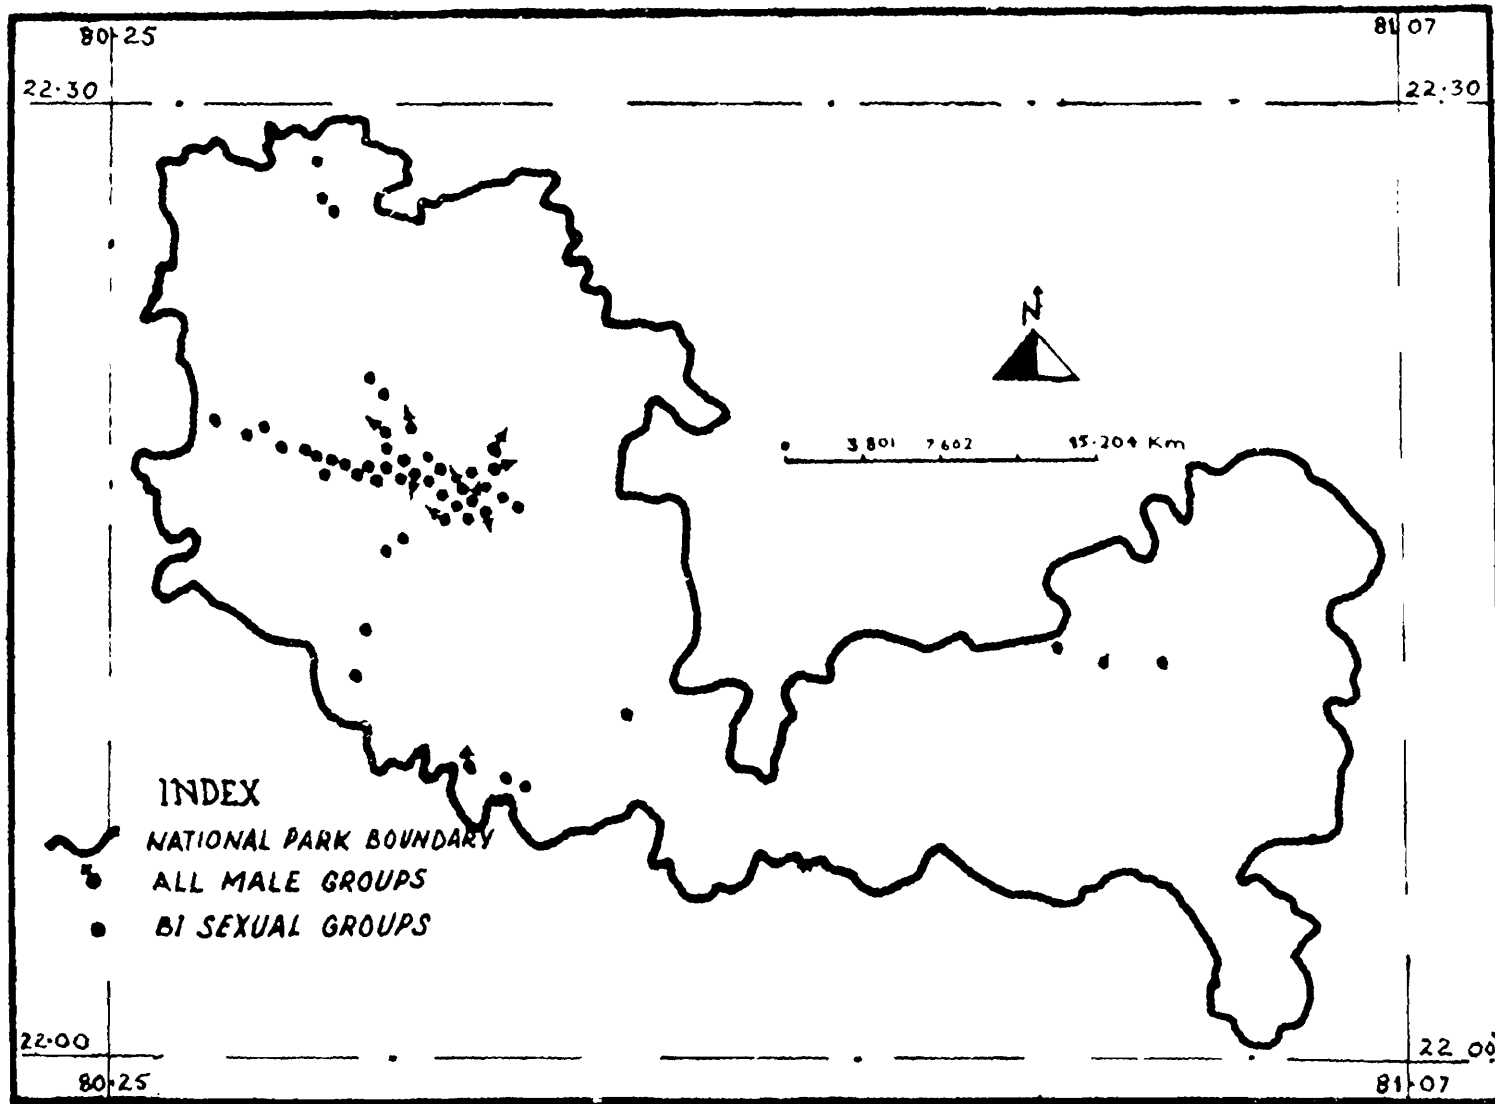 80·25
81 07
22·30
22·30
N
3.801 7.602 15·204 Km
INDEX
NATIONAL PARK BOUNDARY
ALL MALE GROUPS
BI SEXUAL GROUPS
22·00
22 00
80·25
81·07